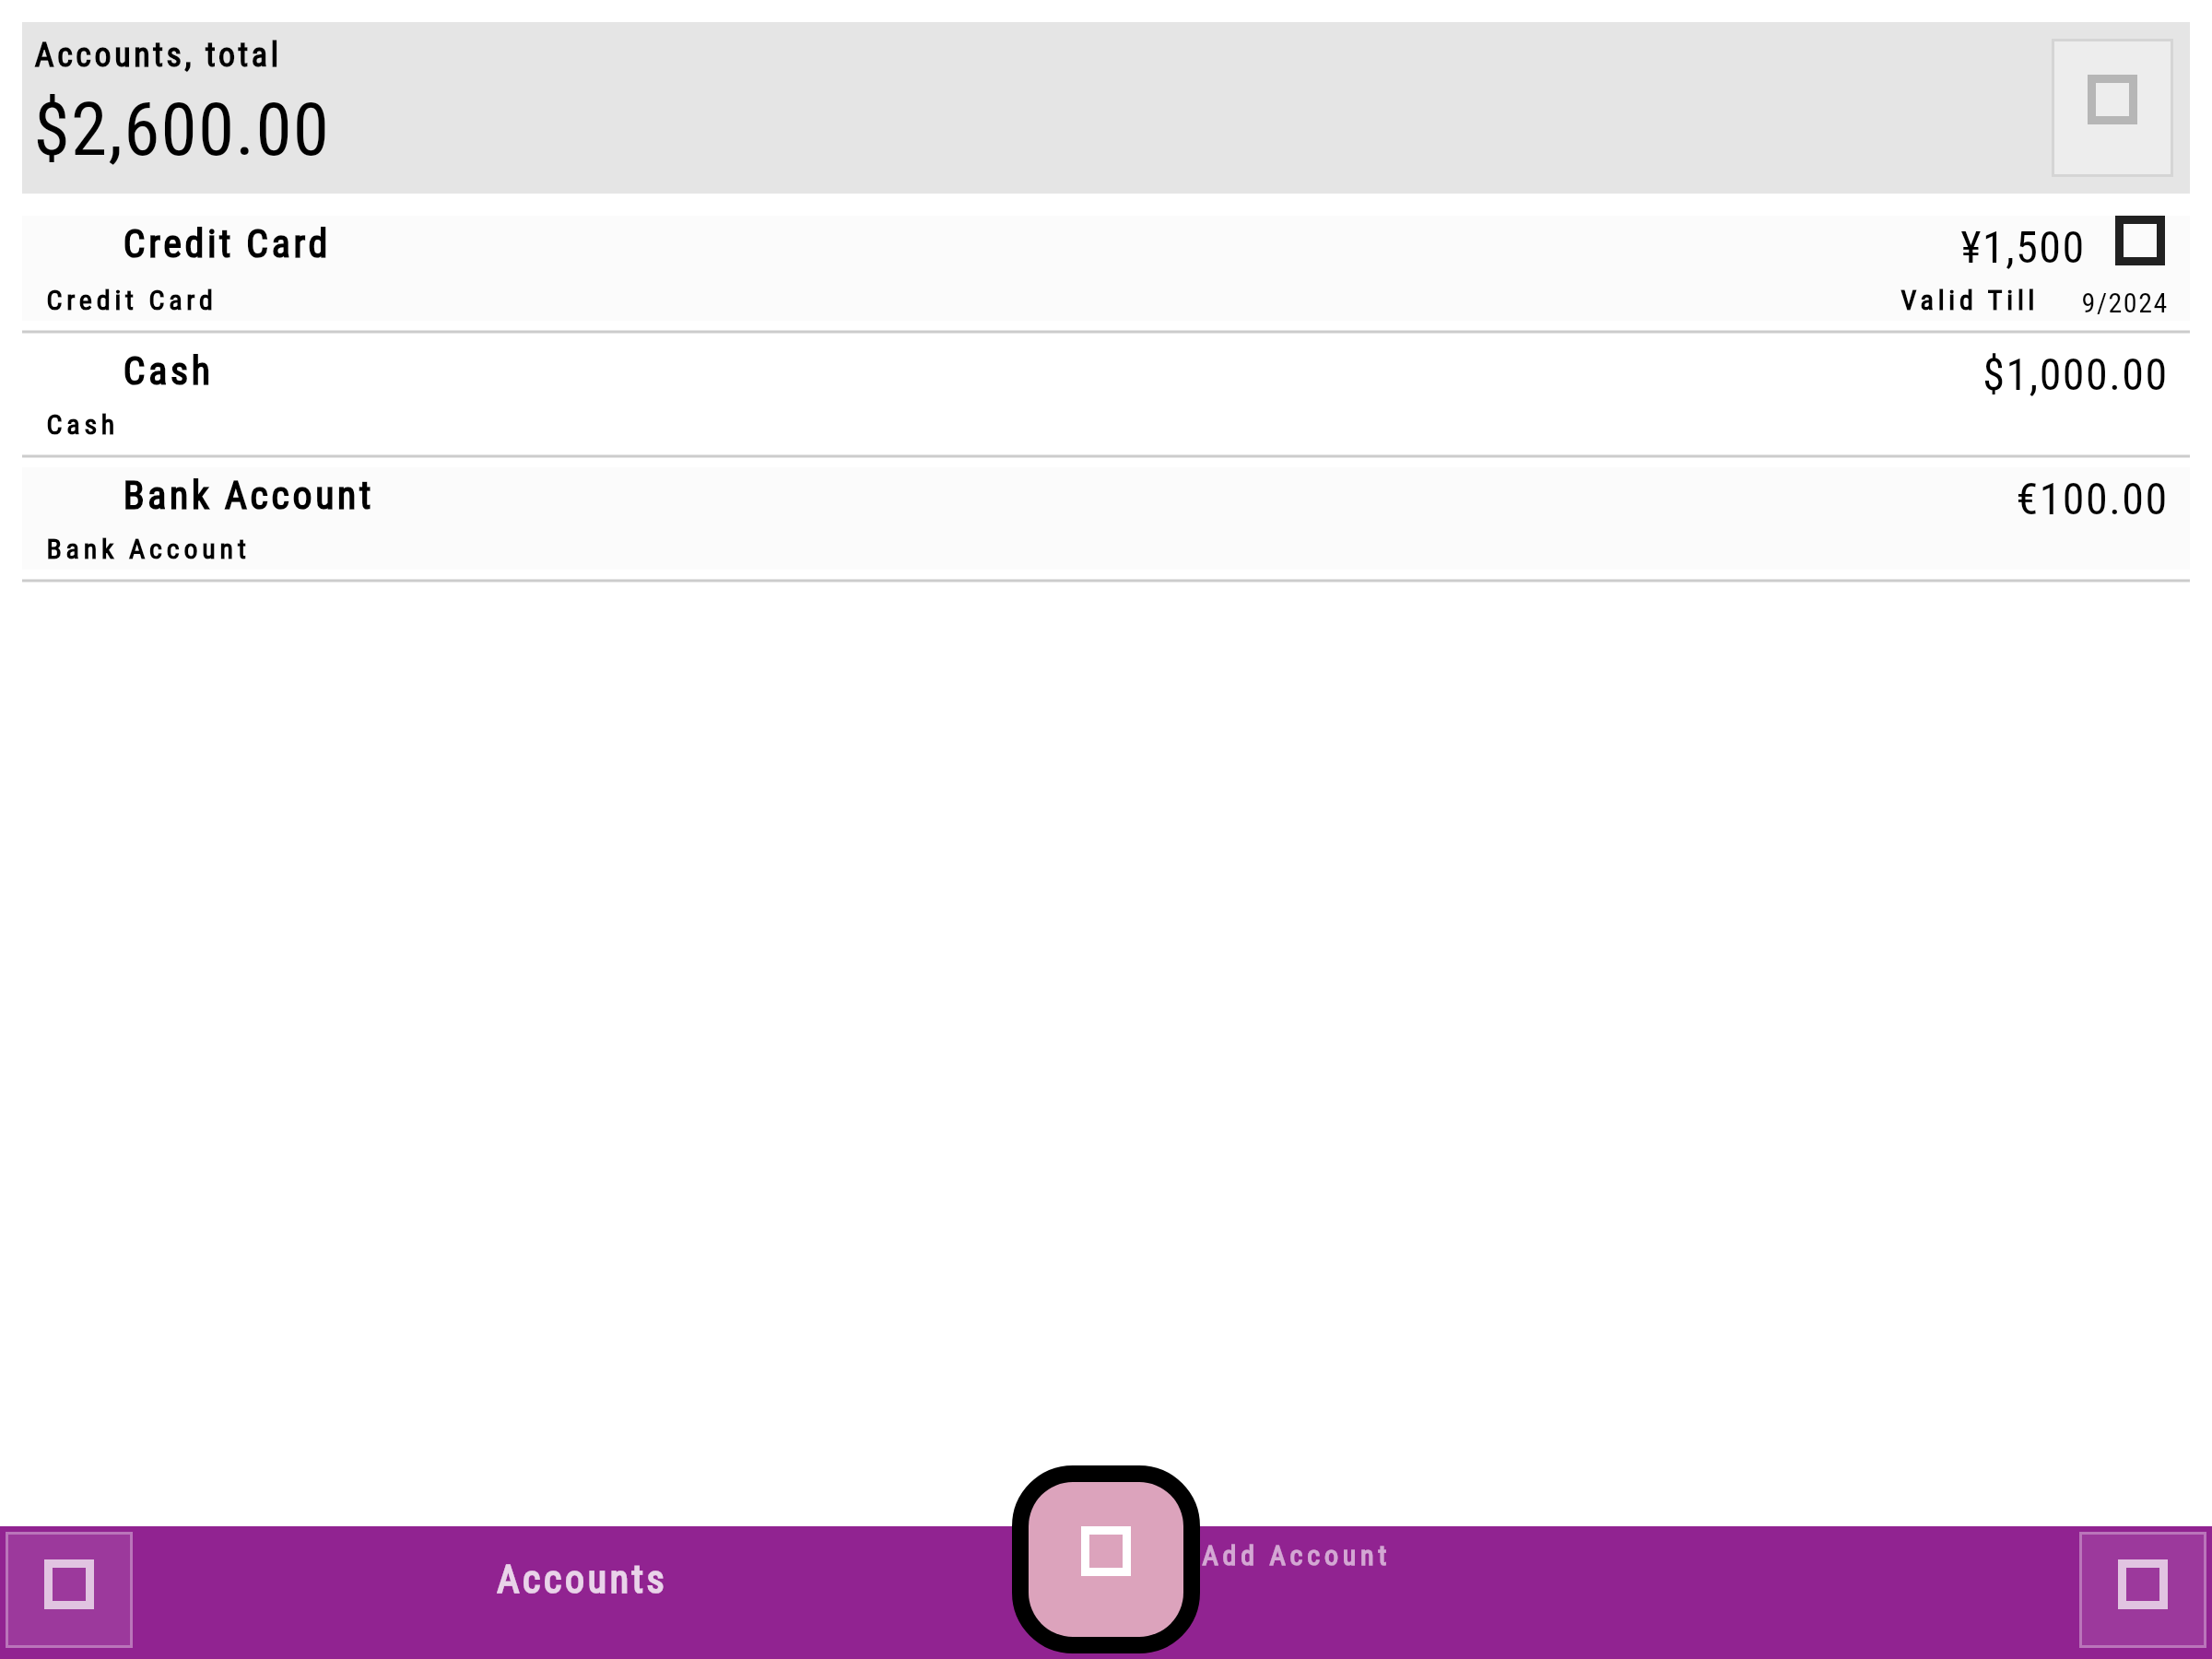 Accounts, total
$2,600.00
Credit Card ¥1,500
Credit Card Valid Till 9/2024
Cash $1,000.00
Cash
Bank Account €100.00
Bank Account
Accounts Add Account